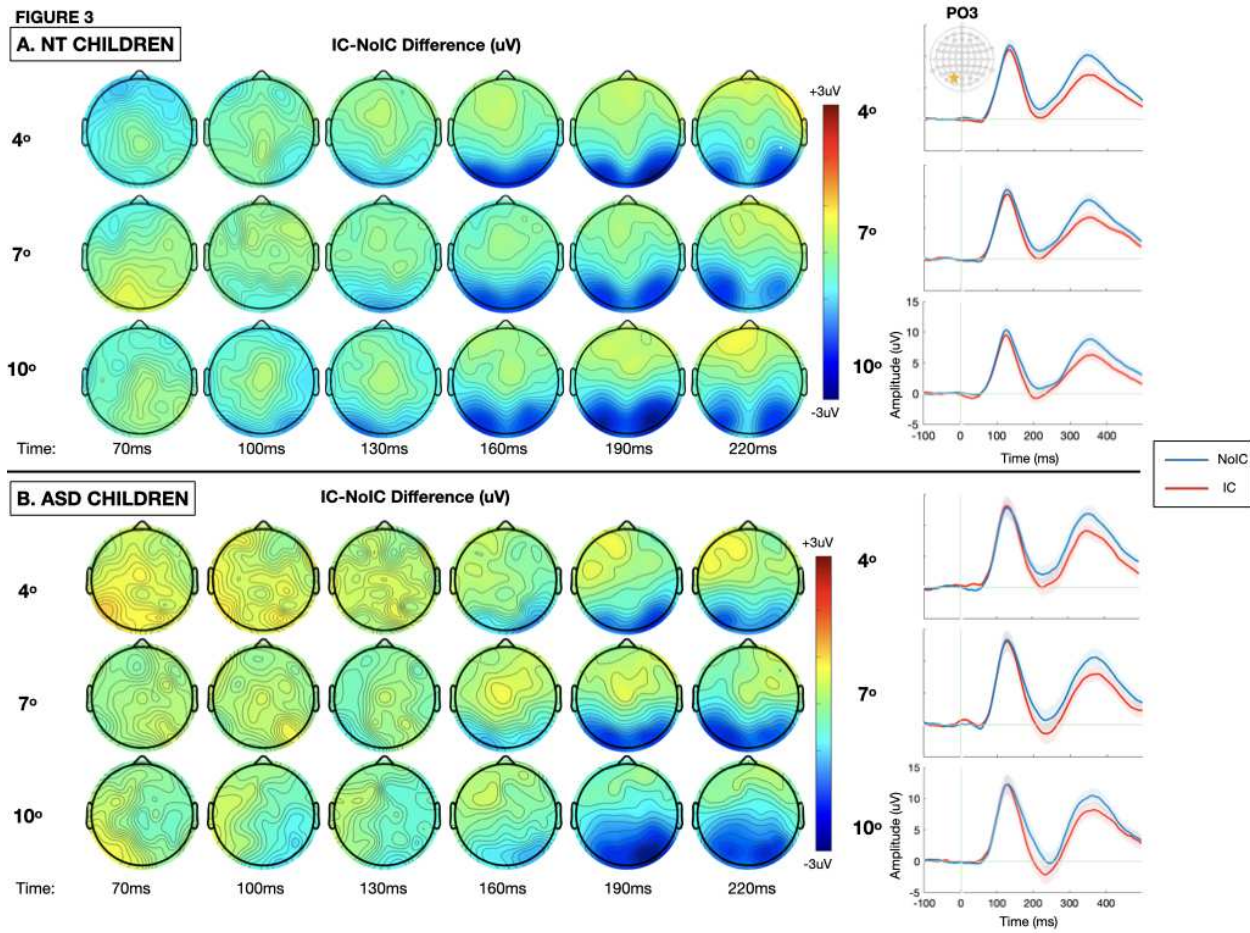 FIGURE 3
A. NT CHILDREN
IC-NoIC Difference (uV)
PO3
4º
7º
10º
+3uV
-3uV
4º
7º
10º
15
10
5
0
-5
Amplitude (uV)
-100 0 100 200 300 400
Time (ms)
Time: 70ms 100ms 130ms 160ms 190ms 220ms
NoIC
IC
B. ASD CHILDREN
IC-NoIC Difference (uV)
4º
7º
10º
+3uV
-3uV
4º
7º
10º
15
10
5
0
-5
Amplitude (uV)
-100 0 100 200 300 400
Time (ms)
Time: 70ms 100ms 130ms 160ms 190ms 220ms